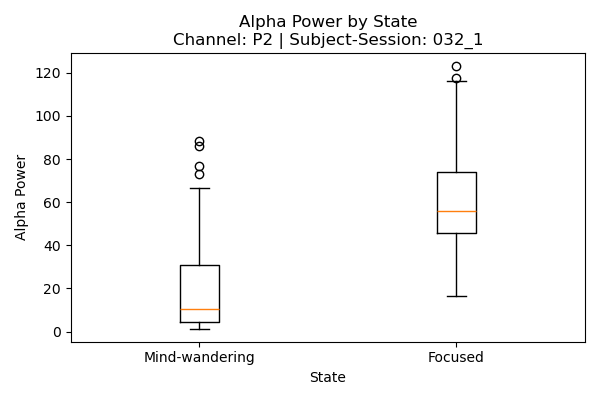 Alpha Power by State
Channel: P2 | Subject-Session: 032_1
Alpha Power
120
100
80
60
40
20
0
Mind-wandering
Focused
State